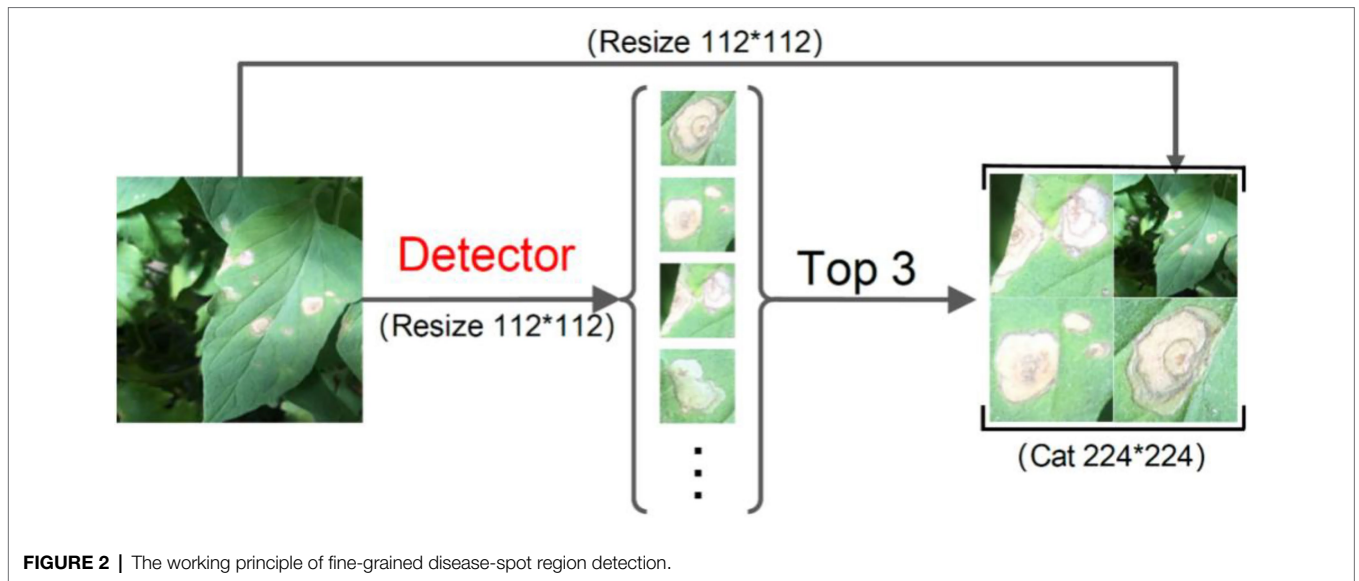 (Resize 112*112)
Detector
(Resize 112*112)
Top 3
(Cat 224*224)
FIGURE 2 | The working principle of fine-grained disease-spot region detection.